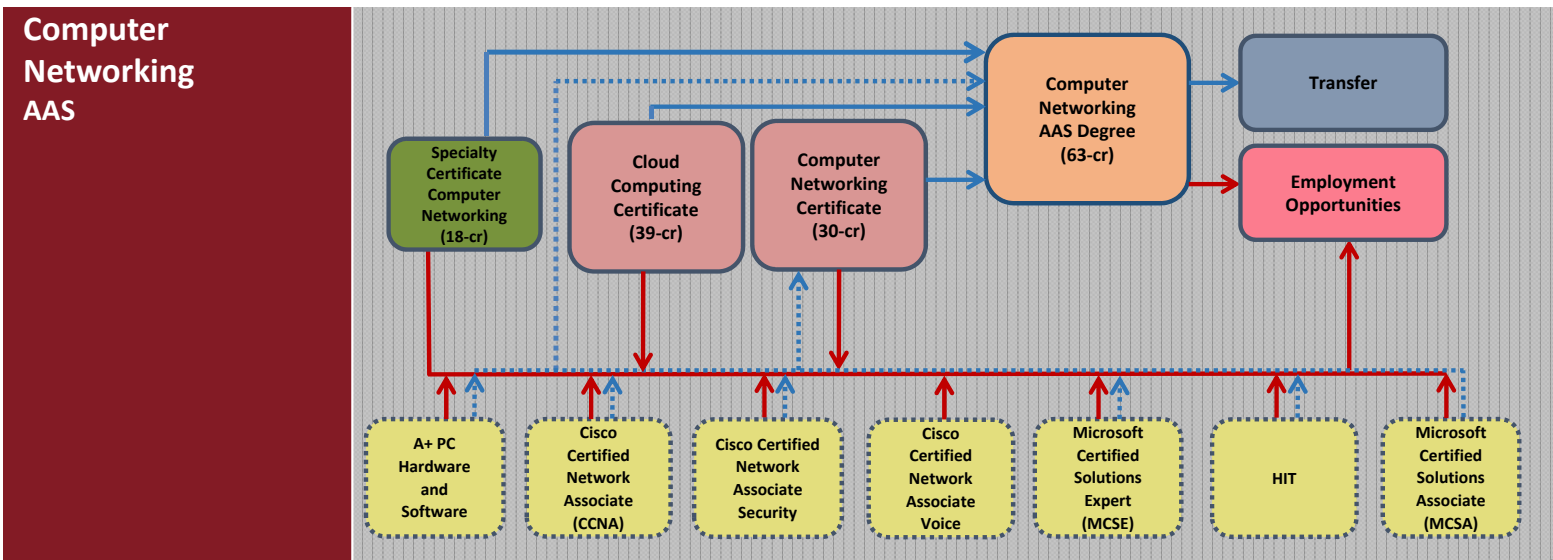 Computer
Networking
AAS
Computer
Networking
AAS Degree
(63-cr)
Transfer
Specialty
Certificate
Computer
Networking
(18-cr)
Cloud
Computing
Certificate
(39-cr)
Computer
Networking
Certificate
(30-cr)
Employment
Opportunities
A+ PC
Hardware
and
Software
Cisco
Certified
Network
Associate
(CCNA)
Cisco Certified
Network
Associate
Security
Cisco
Certified
Network
Associate
Voice
Microsoft
Certified
Solutions
Expert
(MCSE)
HIT
Microsoft
Certified
Solutions
Associate
(MCSA)